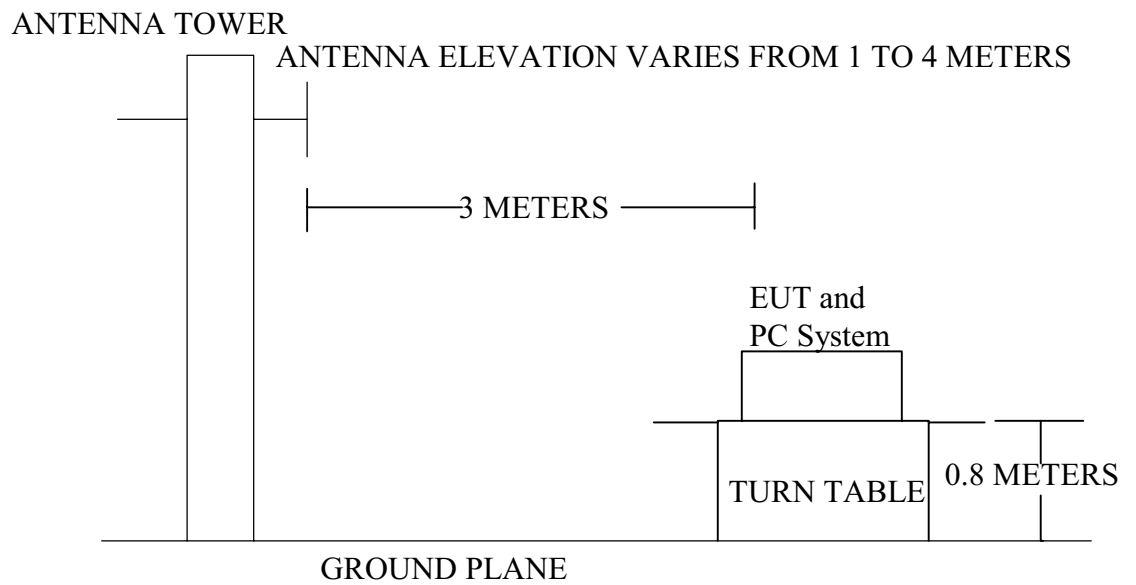 ANTENNA TOWER
ANTENNA ELEVATION VARIES FROM 1 TO 4 METERS
3 METERS
EUT and
PC System
0.8 METERS
TURN TABLE
GROUND PLANE